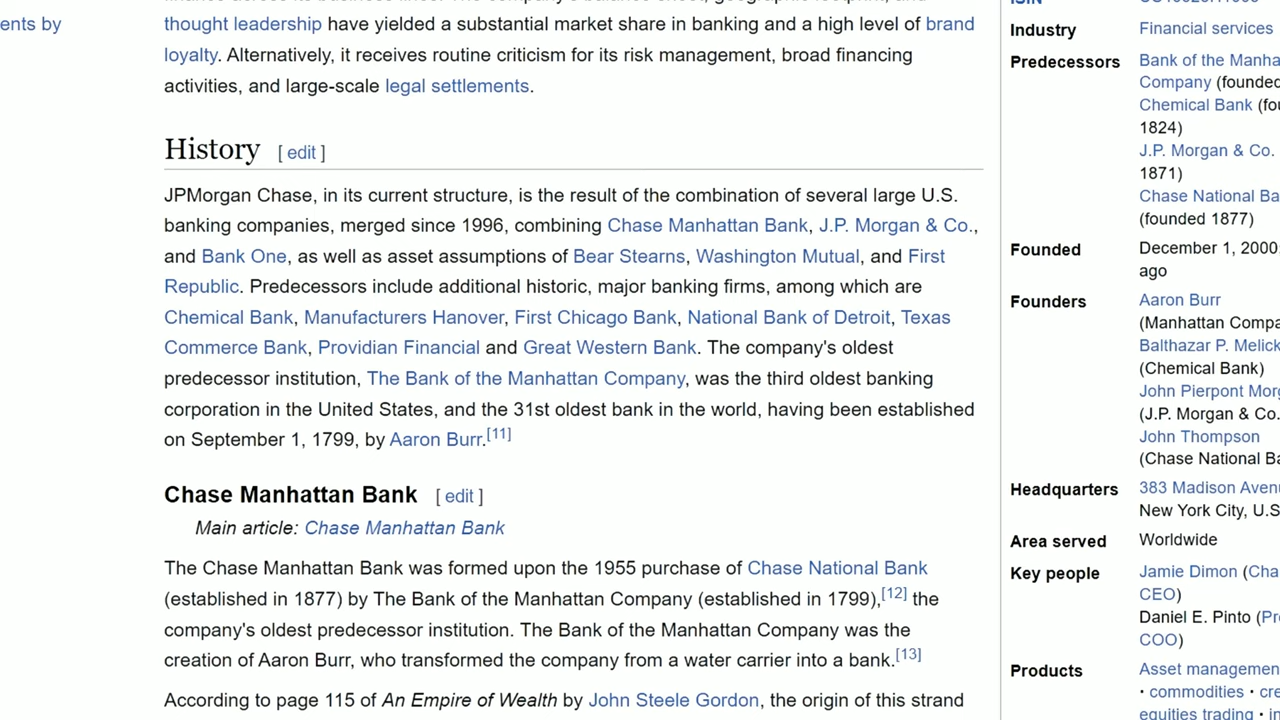 ents by
thought leadership have yielded a substantial market share in banking and a high level of brand
loyalty. Alternatively, it receives routine criticism for its risk management, broad financing
activities, and large-scale legal settlements.
History [ edit ]
JPMorgan Chase, in its current structure, is the result of the combination of several large U.S.
banking companies, merged since 1996, combining Chase Manhattan Bank, J.P. Morgan & Co.,
and Bank One, as well as asset assumptions of Bear Stearns, Washington Mutual, and First
Republic. Predecessors include additional historic, major banking firms, among which are
Chemical Bank, Manufacturers Hanover, First Chicago Bank, National Bank of Detroit, Texas
Commerce Bank, Providian Financial and Great Western Bank. The company's oldest
predecessor institution, The Bank of the Manhattan Company, was the third oldest banking
corporation in the United States, and the 31st oldest bank in the world, having been established
on September 1, 1799, by Aaron Burr.[11]
Chase Manhattan Bank [ edit ]
Main article: Chase Manhattan Bank
The Chase Manhattan Bank was formed upon the 1955 purchase of Chase National Bank
(established in 1877) by The Bank of the Manhattan Company (established in 1799),[12] the
company's oldest predecessor institution. The Bank of the Manhattan Company was the
creation of Aaron Burr, who transformed the company from a water carrier into a bank.[13]
According to page 115 of An Empire of Wealth by John Steele Gordon, the origin of this strand
ISIN
Industry Financial services
Predecessors Bank of the Manha
Company (founded
Chemical Bank (fou
1824)
J.P. Morgan & Co.
1871)
Chase National Ba
(founded 1877)
Founded December 1, 2000
ago
Founders Aaron Burr
(Manhattan Compa
Balthazar P. Melick
(Chemical Bank)
John Pierpont Morg
(J.P. Morgan & Co.
John Thompson
(Chase National Ba
Headquarters 383 Madison Avenu
New York City, U.S
Area served Worldwide
Key people Jamie Dimon (Cha
CEO)
Daniel E. Pinto (Pre
COO)
Products Asset managemen
· commodities · cre
equities trading · in